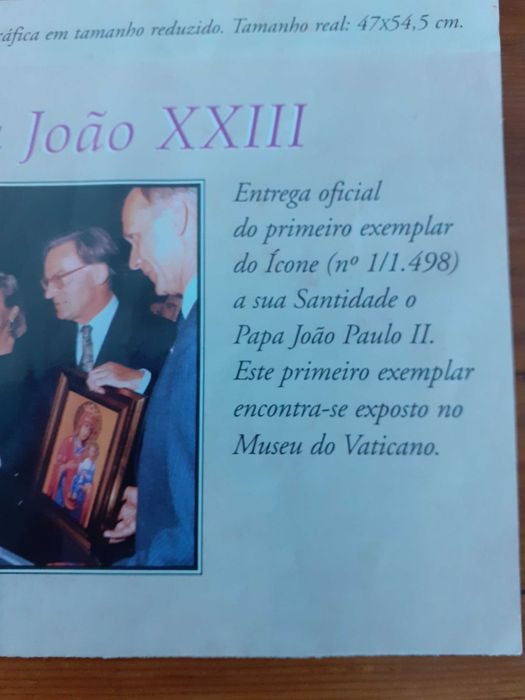 em tamanho reduzido. Tamanho real: 47x54,5 cm.
João XXIII
Entrega oficial
do primeiro exemplar
do Ícone (nº 1/1.498)
a sua Santidade o
Papa João Paulo II.
Este primeiro exemplar
encontra-se exposto no
Museu do Vaticano.